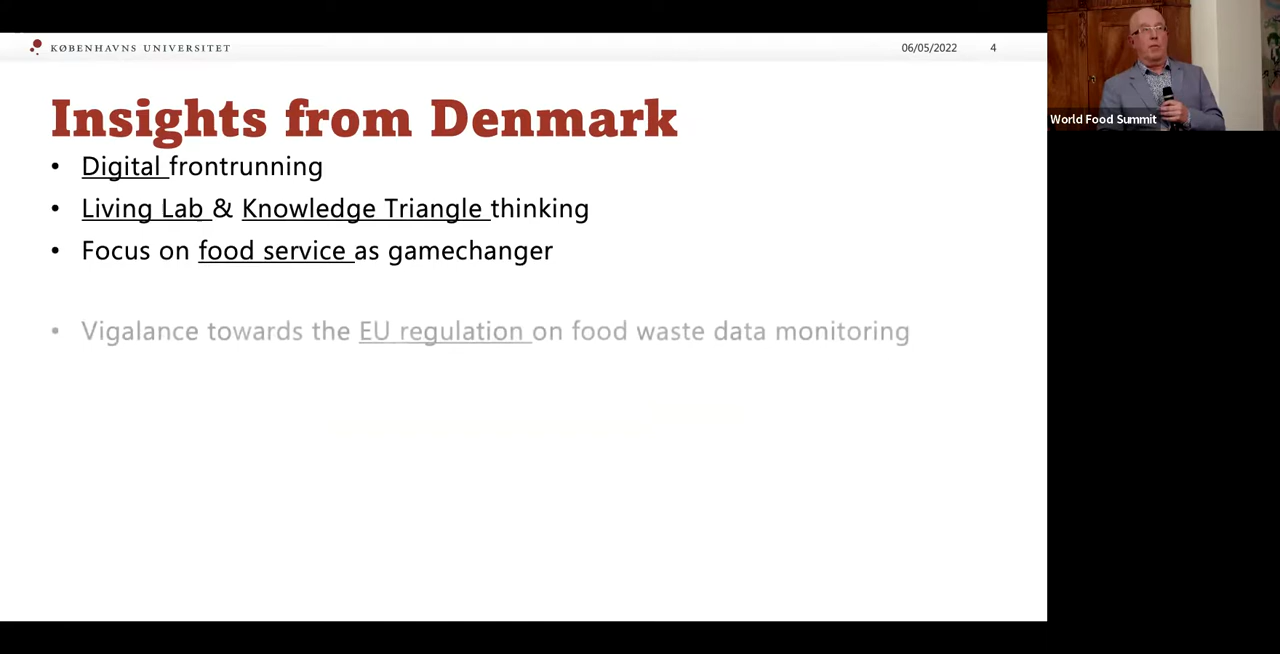 KØBENHAVNS UNIVERSITET
06/05/2022 4
Insights from Denmark
• Digital frontrunning
• Living Lab & Knowledge Triangle thinking
• Focus on food service as gamechanger
• Vigalance towards the EU regulation on food waste data monitoring
World Food Summit